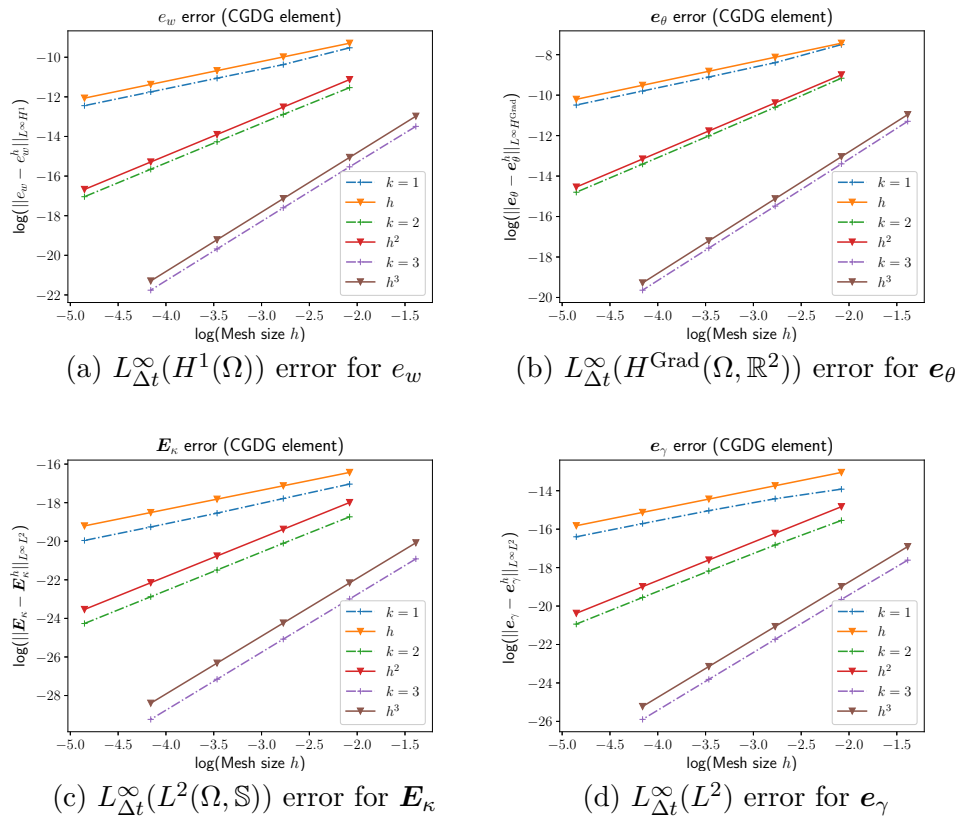 e_w error (CGDG element)
log(||e_w − e_w^h||_{L^∞H^1})
−10
−12
−14
−16
−18
−20
−22
k = 1
h
k = 2
h^2
k = 3
h^3
−5.0 −4.5 −4.0 −3.5 −3.0 −2.5 −2.0 −1.5
log(Mesh size h)
(a) L^∞_{Δt}(H^1(Ω)) error for e_w
e_θ error (CGDG element)
log(||e_θ − e_θ^h||_{L^∞H^Grad})
−8
−10
−12
−14
−16
−18
−20
k = 1
h
k = 2
h^2
k = 3
h^3
−5.0 −4.5 −4.0 −3.5 −3.0 −2.5 −2.0 −1.5
log(Mesh size h)
(b) L^∞_{Δt}(H^Grad(Ω, ℝ^2)) error for e_θ
E_κ error (CGDG element)
log(||E_κ − E_κ^h||_{L^∞L^2})
−16
−18
−20
−22
−24
−26
−28
k = 1
h
k = 2
h^2
k = 3
h^3
−5.0 −4.5 −4.0 −3.5 −3.0 −2.5 −2.0 −1.5
log(Mesh size h)
(c) L^∞_{Δt}(L^2(Ω, 𝕊)) error for E_κ
e_γ error (CGDG element)
log(||e_γ − e_γ^h||_{L^∞L^2})
−14
−16
−18
−20
−22
−24
−26
k = 1
h
k = 2
h^2
k = 3
h^3
−5.0 −4.5 −4.0 −3.5 −3.0 −2.5 −2.0 −1.5
log(Mesh size h)
(d) L^∞_{Δt}(L^2) error for e_γ